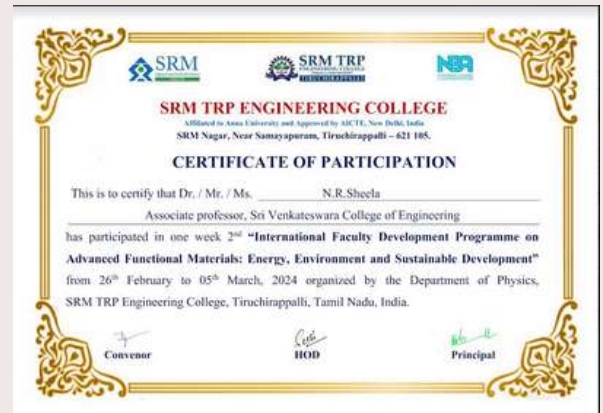 SRM
SRM TRP
ENGINEERING COLLEGE
TIRUCHIRAPPALLI
NBA
SRM TRP ENGINEERING COLLEGE
Affiliated to Anna University and Approved by AICTE, New Delhi, India
SRM Nagar, Near Samayapuram, Tiruchirappalli – 621 105.
CERTIFICATE OF PARTICIPATION
This is to certify that Dr. / Mr. / Ms. N.R.Sheela
Associate professor, Sri Venkateswara College of Engineering
has participated in one week 2nd “International Faculty Development Programme on
Advanced Functional Materials: Energy, Environment and Sustainable Development”
from 26th February to 05th March, 2024 organized by the Department of Physics,
SRM TRP Engineering College, Tiruchirappalli, Tamil Nadu, India.
Convenor HOD Principal